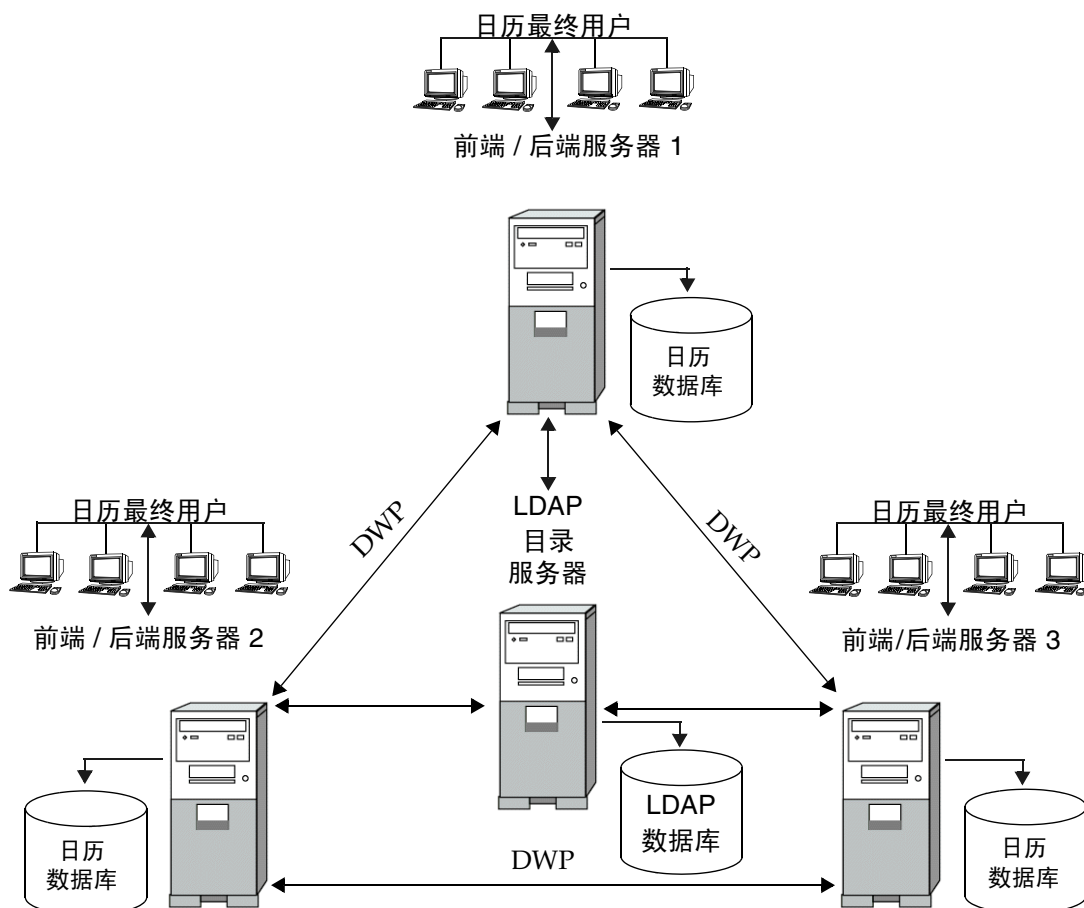 日历最终用户
前端 / 后端服务器 1
日历
数据库
DWP
LDAP
目录
服务器
DWP
日历最终用户
前端 / 后端服务器 2
日历最终用户
前端/后端服务器 3
日历
数据库
LDAP
数据库
DWP
日历
数据库